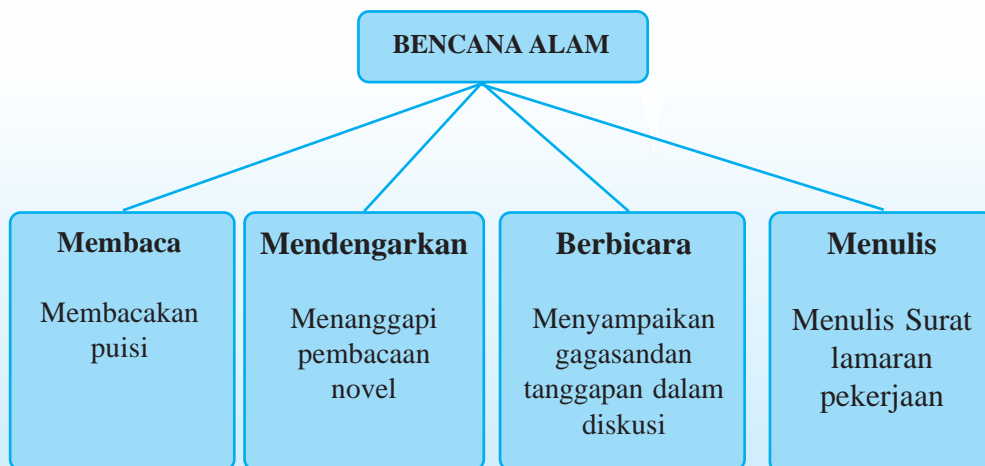 BENCANA ALAM
Membaca
Membacakan
puisi
Mendengarkan
Menanggapi
pembacaan
novel
Berbicara
Menyampaikan
gagasandan
tanggapan dalam
diskusi
Menulis
Menulis Surat
lamaran
pekerjaan